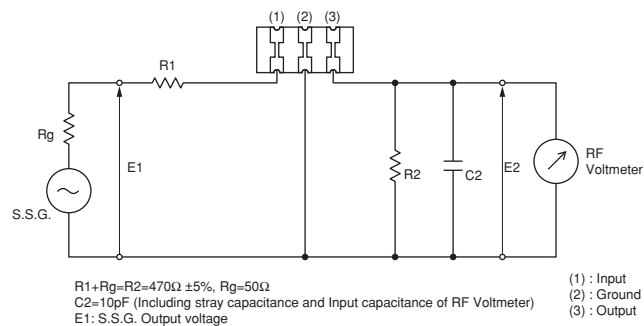 (1) (2) (3)
R1
Rg
E1
R2
C2
E2
RF
Voltmeter
S.S.G.
R1+Rg=R2=470Ω ±5%, Rg=50Ω
C2=10pF (Including stray capacitance and Input capacitance of RF Voltmeter)
E1: S.S.G. Output voltage
(1) : Input
(2) : Ground
(3) : Output